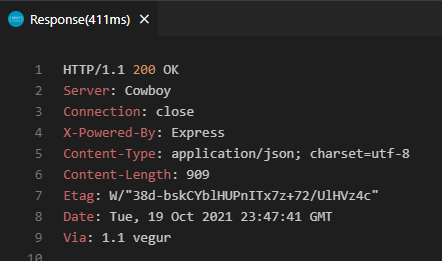 Response(411ms)
1 HTTP/1.1 200 OK
2 Server: Cowboy
3 Connection: close
4 X-Powered-By: Express
5 Content-Type: application/json; charset=utf-8
6 Content-Length: 909
7 Etag: W/"38d-bskCYblHUPnITx7z+72/UlHVz4c"
8 Date: Tue, 19 Oct 2021 23:47:41 GMT
9 Via: 1.1 vegur
10